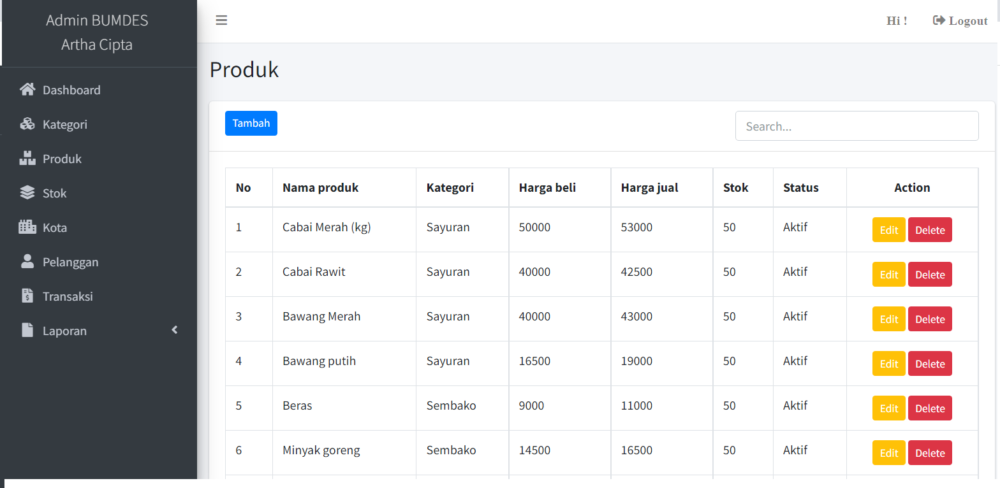 Admin BUMDES
Artha Cipta
Hi !
Logout
Dashboard
Kategori
Produk
Stok
Kota
Pelanggan
Transaksi
Laporan
Produk
Tambah
Search...
No Nama produk Kategori Harga beli Harga jual Stok Status Action
1 Cabai Merah (kg) Sayuran 50000 53000 50 Aktif Edit Delete
2 Cabai Rawit Sayuran 40000 42500 50 Aktif Edit Delete
3 Bawang Merah Sayuran 40000 43000 50 Aktif Edit Delete
4 Bawang putih Sayuran 16500 19000 50 Aktif Edit Delete
5 Beras Sembako 9000 11000 50 Aktif Edit Delete
6 Minyak goreng Sembako 14500 16500 50 Aktif Edit Delete